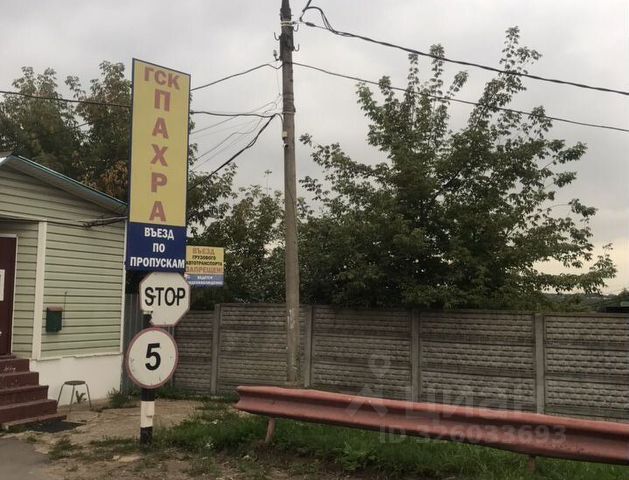 ГСК
ПАХРА
ВЪЕЗД
ПО
ПРОПУСКАМ
ВЪЕЗД
ГРУЗОВОГО
АВТОТРАНСПОРТА
ЗАПРЕЩЕН!
STOP
5
ЦИАН
ID 326033693